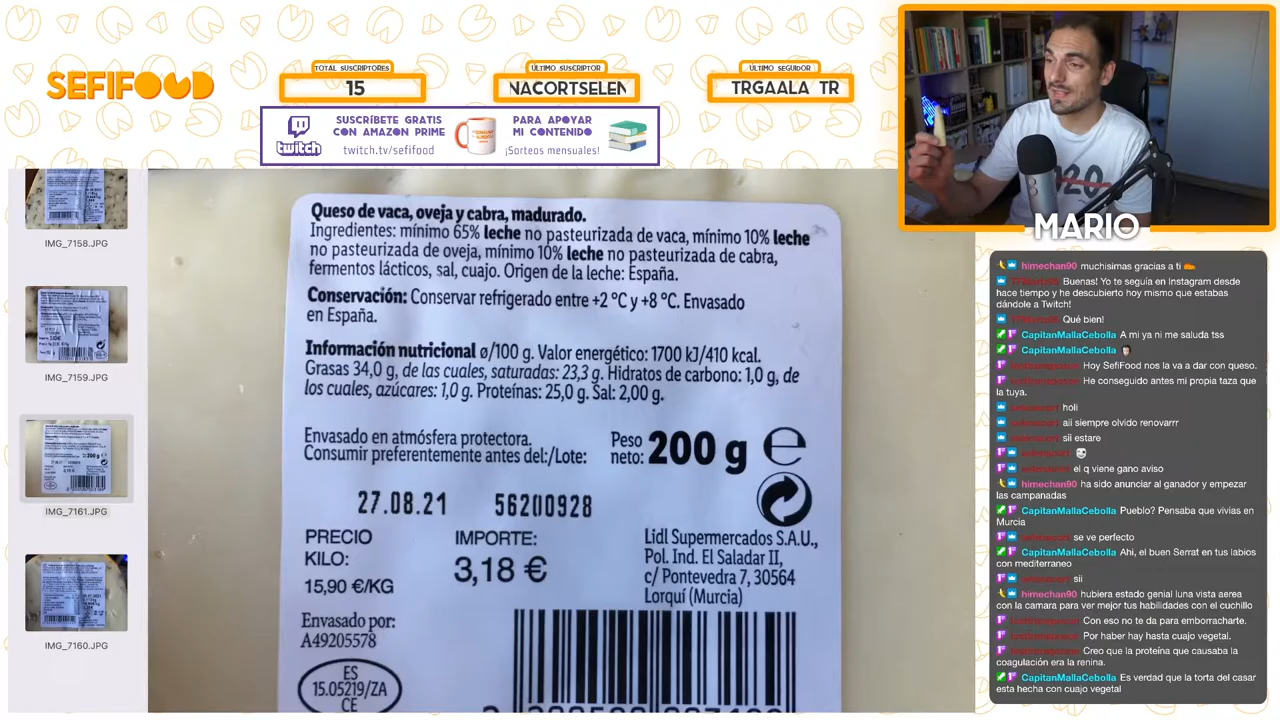 SEFIFOOD
TOTAL SUSCRIPTORES
15
ÚLTIMO SUSCRIPTOR
NACORTSELEN
ÚLTIMO SEGUIDOR
TRGAALA TR
twitch
SUSCRÍBETE GRATIS
CON AMAZON PRIME
twitch.tv/sefifood
PARA APOYAR
MI CONTENIDO
¡Sorteos mensuales!
IMG_7158.JPG
IMG_7159.JPG
IMG_7161.JPG
IMG_7160.JPG
Queso de vaca, oveja y cabra, madurado.
Ingredientes: mínimo 65% leche no pasteurizada de vaca, mínimo 10% leche
no pasteurizada de oveja, mínimo 10% leche no pasteurizada de cabra,
fermentos lácticos, sal, cuajo. Origen de la leche: España.
Conservación: Conservar refrigerado entre +2 °C y +8 °C. Envasado
en España.
Información nutricional ø/100 g. Valor energético: 1700 kJ/410 kcal.
Grasas 34,0 g, de las cuales, saturadas: 23,3 g. Hidratos de carbono: 1,0 g, de
los cuales, azúcares: 1,0 g. Proteínas: 25,0 g. Sal: 2,00 g.
Envasado en atmósfera protectora.
Consumir preferentemente antes del:/Lote:
Peso
neto: 200 g e
27.08.21 56200928
PRECIO
KILO:
15,90 €/KG
IMPORTE:
3,18 €
Lidl Supermercados S.A.U.,
Pol. Ind. El Saladar II,
c/ Pontevedra 7, 30564
Lorquí (Murcia)
Envasado por:
A49205578
ES
15.05219/ZA
CE
MARIO
himechan90 muchisimas gracias a ti
Buenas! Yo te seguía en Instagram desde
hace tiempo y he descubierto hoy mismo que estabas
dándole a Twitch!
Qué bien!
CapitanMallaCebolla A mi ya ni me saluda tss
CapitanMallaCebolla
Hoy SefiFood nos la va a dar con queso.
He conseguido antes mi propia taza que
la tuya.
holi
aii siempre olvido renovarrr
sii estare
el q viene gano aviso
himechan90 ha sido anunciar al ganador y empezar
las campanadas
CapitanMallaCebolla Pueblo? Pensaba que vivias en
Murcia
se ve perfecto
CapitanMallaCebolla Ahi, el buen Serrat en tus labios
con mediterraneo
sii
himechan90 hubiera estado genial luna vista aerea
con la camara para ver mejor tus habilidades con el cuchillo
Con eso no te da para emborracharte.
Por haber hay hasta cuajo vegetal.
Creo que la proteína que causaba la
coagulación era la renina.
CapitanMallaCebolla Es verdad que la torta del casar
esta hecha con cuajo vegetal